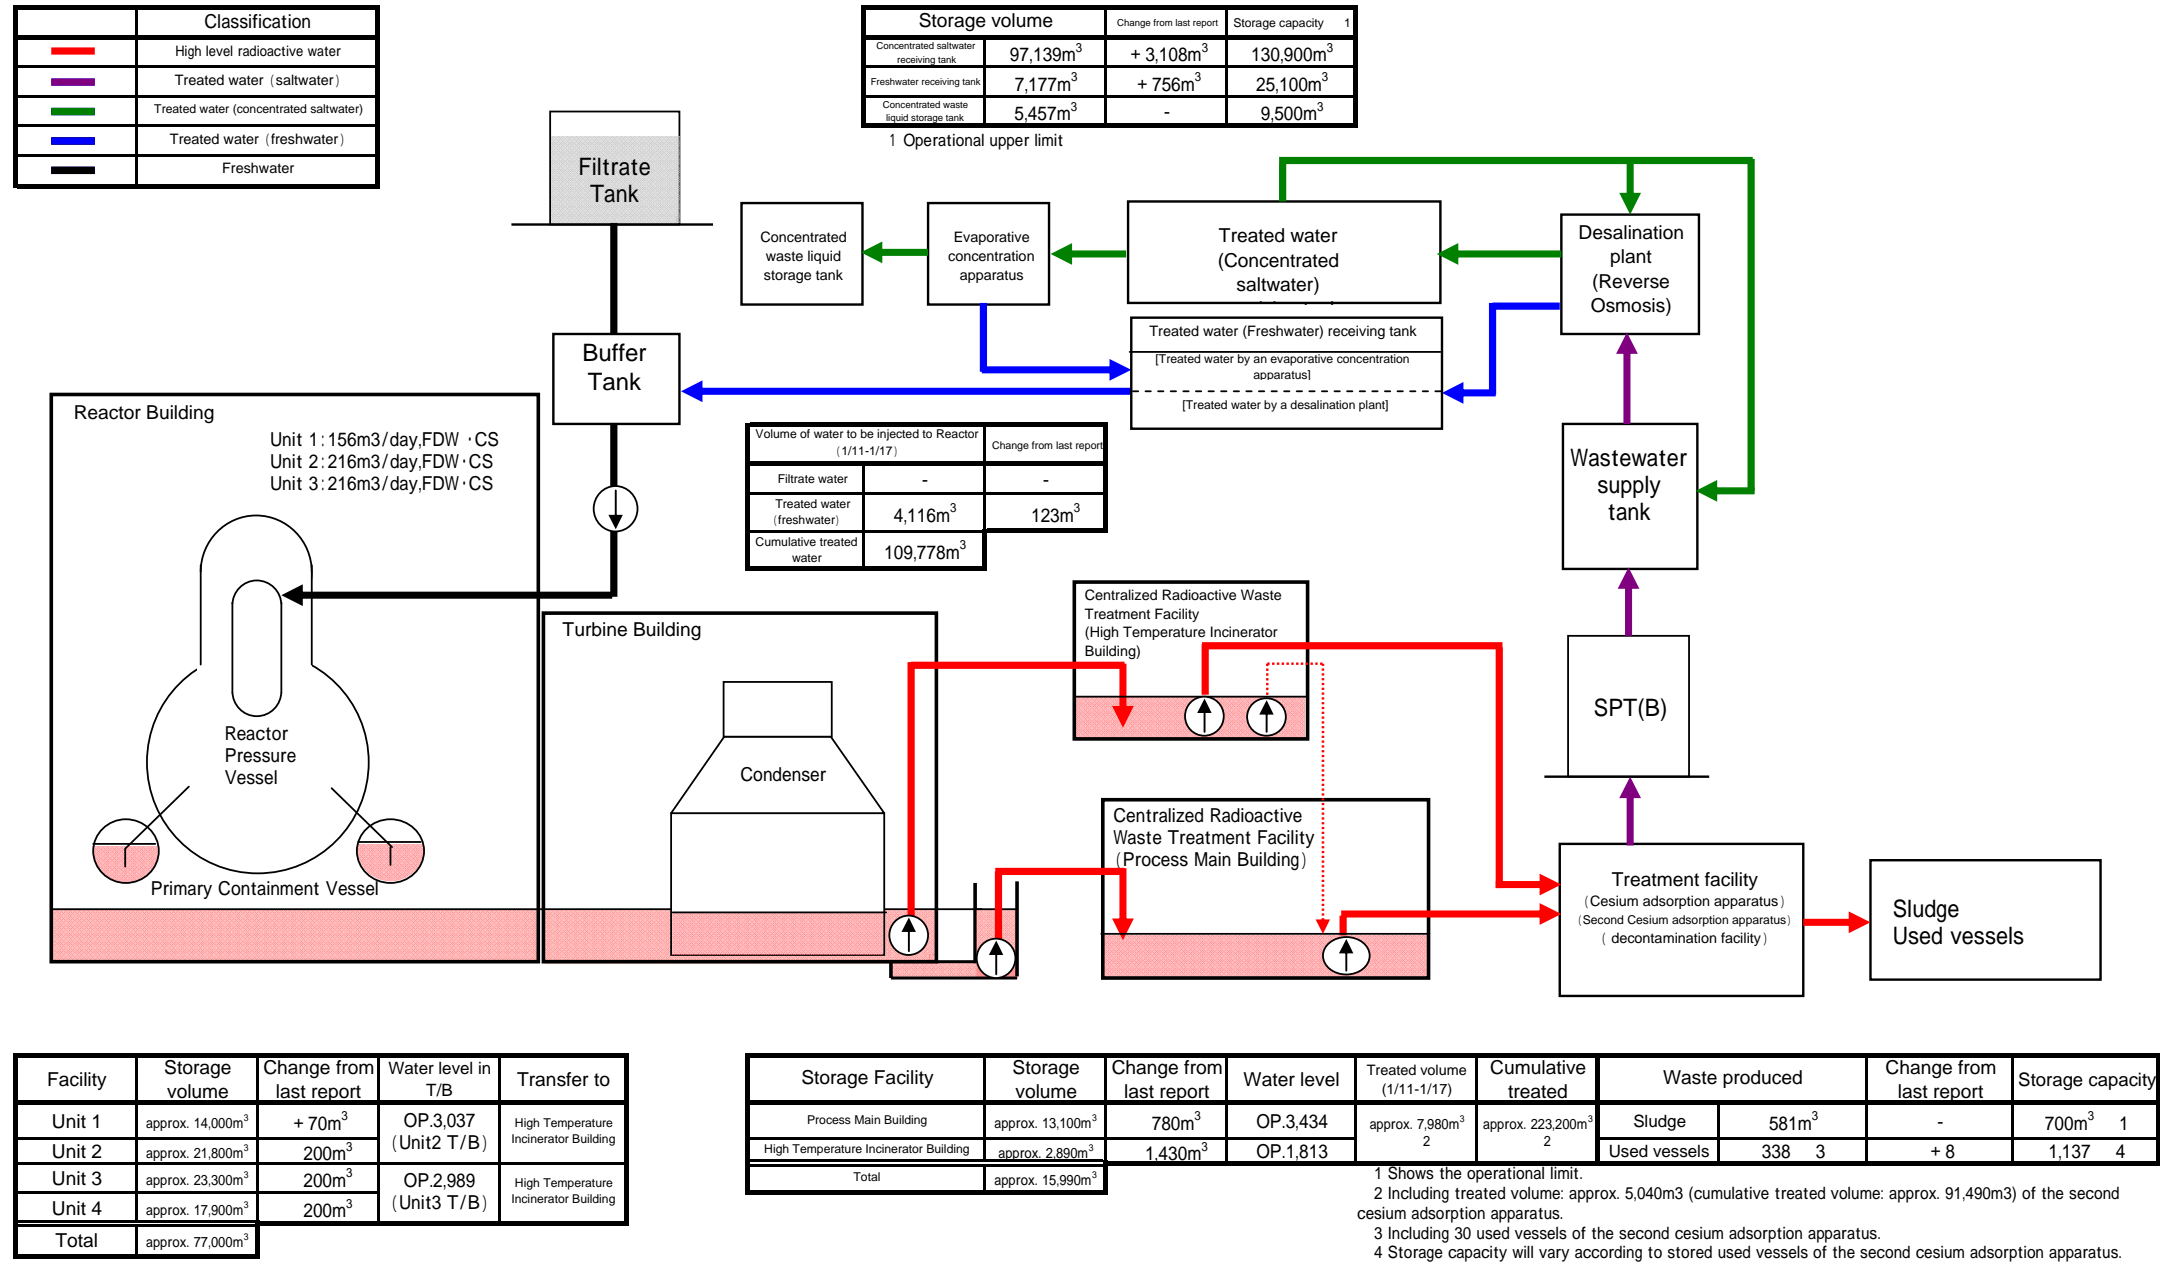 Classification
High level radioactive water
Treated water (saltwater)
Treated water (concentrated saltwater)
Treated water (freshwater)
Freshwater
Storage volume Change from last report Storage capacity 1
Concentrated saltwater
receiving tank 97,139m³ + 3,108m³ 130,900m³
Freshwater receiving tank 7,177m³ + 756m³ 25,100m³
Concentrated waste
liquid storage tank 5,457m³ - 9,500m³
1 Operational upper limit
Filtrate
Tank
Concentrated
waste liquid
storage tank
Evaporative
concentration
apparatus
Treated water
(Concentrated
saltwater)
Desalination
plant
(Reverse
Osmosis)
Treated water (Freshwater) receiving tank
[Treated water by an evaporative concentration
apparatus]
[Treated water by a desalination plant]
Buffer
Tank
Reactor Building
Unit 1:156m3/day,FDW・CS
Unit 2:216m3/day,FDW・CS
Unit 3:216m3/day,FDW・CS
Volume of water to be injected to Reactor
(1/11-1/17) Change from last report
Filtrate water - -
Treated water
(freshwater) 4,116m³ 123m³
Cumulative treated
water 109,778m³
Wastewater
supply
tank
Turbine Building
Centralized Radioactive Waste
Treatment Facility
(High Temperature Incinerator
Building)
SPT(B)
Reactor
Pressure
Vessel
Condenser
Primary Containment Vessel
Centralized Radioactive
Waste Treatment Facility
(Process Main Building)
Treatment facility
(Cesium adsorption apparatus)
(Second Cesium adsorption apparatus)
( decontamination facility)
Sludge
Used vessels
Facility Storage
volume Change from
last report Water level in
T/B Transfer to
Unit 1 approx. 14,000m³ + 70m³ OP.3,037
(Unit2 T/B) High Temperature
Incinerator Building
Unit 2 approx. 21,800m³ 200m³
Unit 3 approx. 23,300m³ 200m³ OP.2,989
(Unit3 T/B) High Temperature
Incinerator Building
Unit 4 approx. 17,900m³ 200m³
Total approx. 77,000m³
Storage Facility Storage
volume Change from
last report Water level Treated volume
(1/11-1/17) Cumulative
treated Waste produced Change from
last report Storage capacity
Process Main Building approx. 13,100m³ 780m³ OP.3,434 approx. 7,980m³
2 approx. 223,200m³
2 Sludge 581m³ - 700m³ 1
High Temperature Incinerator Building approx. 2,890m³ 1,430m³ OP.1,813 Used vessels 338 3 + 8 1,137 4
Total approx. 15,990m³
1 Shows the operational limit.
2 Including treated volume: approx. 5,040m3 (cumulative treated volume: approx. 91,490m3) of the second
cesium adsorption apparatus.
3 Including 30 used vessels of the second cesium adsorption apparatus.
4 Storage capacity will vary according to stored used vessels of the second cesium adsorption apparatus.